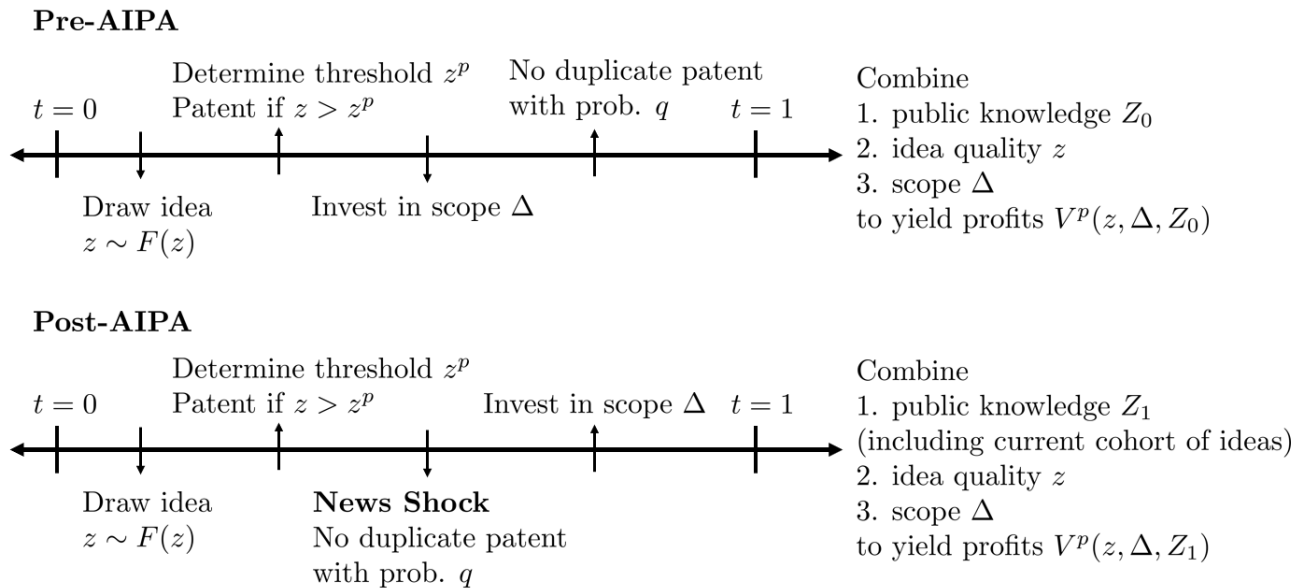 Pre-AIPA
Determine threshold z^p
Patent if z > z^p
No duplicate patent
with prob. q
t = 0
t = 1
Draw idea
z ∼ F(z)
Invest in scope Δ
Combine
1. public knowledge Z_0
2. idea quality z
3. scope Δ
to yield profits V^p(z, Δ, Z_0)
Post-AIPA
Determine threshold z^p
Patent if z > z^p
t = 0
Invest in scope Δ
t = 1
Draw idea
z ∼ F(z)
News Shock
No duplicate patent
with prob. q
Combine
1. public knowledge Z_1
(including current cohort of ideas)
2. idea quality z
3. scope Δ
to yield profits V^p(z, Δ, Z_1)